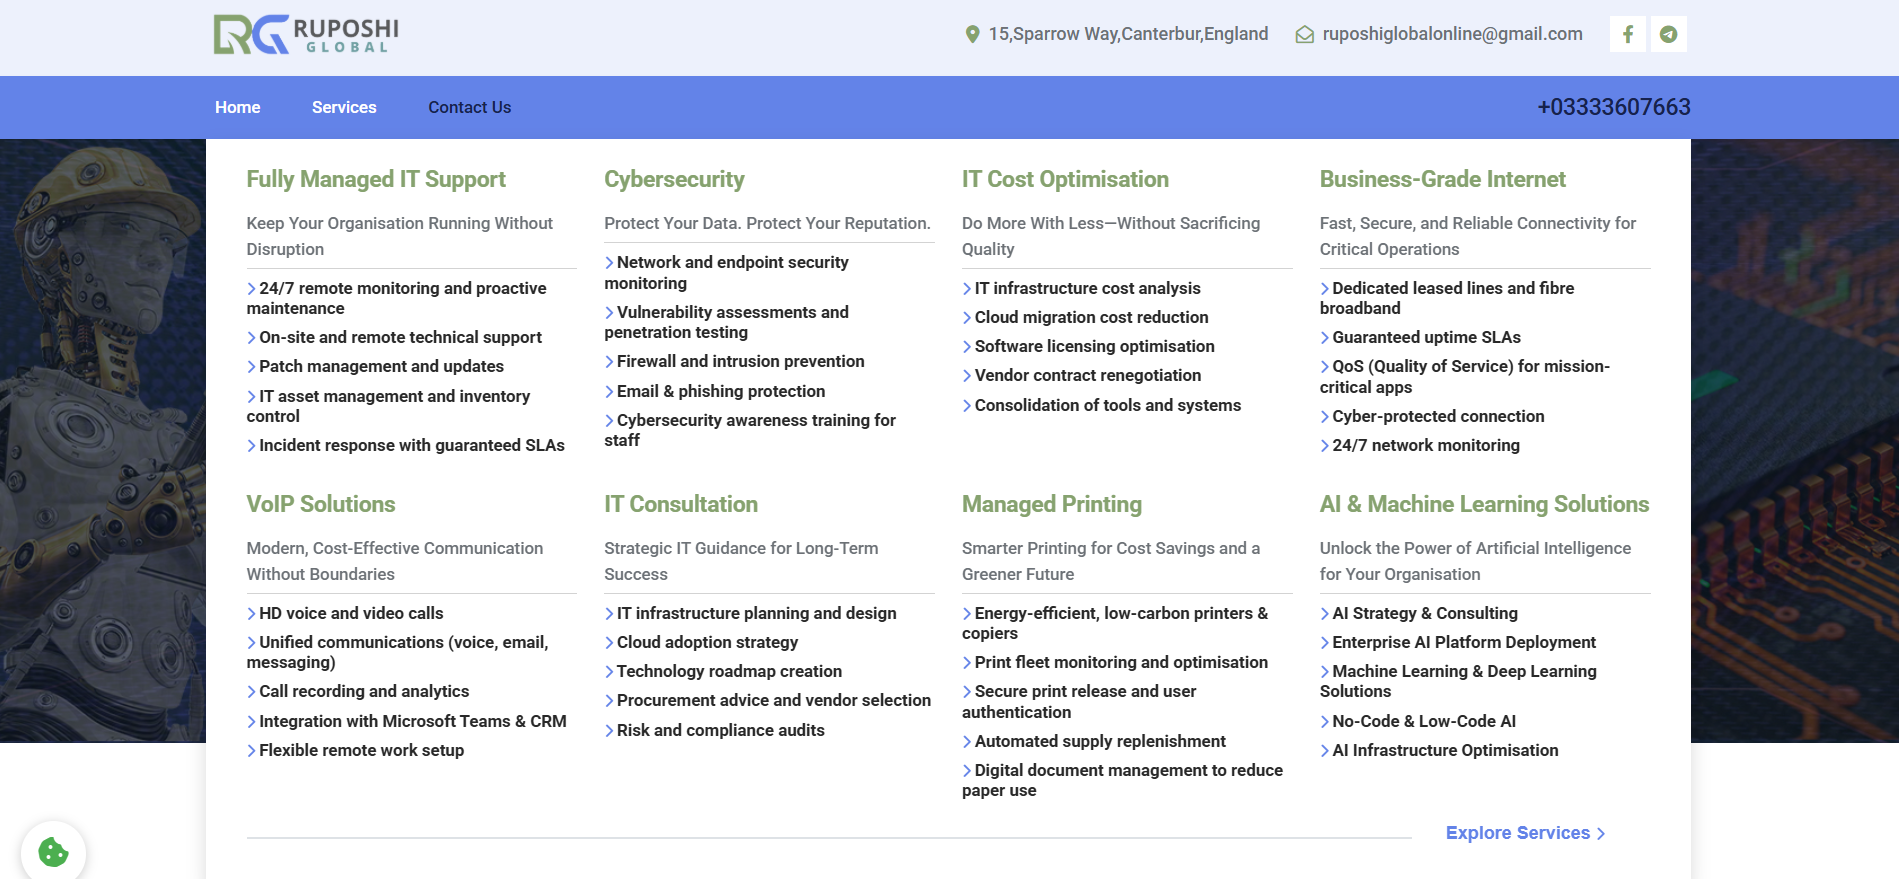 RUPOSHI
GLOBAL
15,Sparrow Way,Canterbur,England
ruposhiglobalonline@gmail.com
Home
Services
Contact Us
+03333607663
Fully Managed IT Support
Keep Your Organisation Running Without
Disruption
24/7 remote monitoring and proactive
maintenance
On-site and remote technical support
Patch management and updates
IT asset management and inventory
control
Incident response with guaranteed SLAs
Cybersecurity
Protect Your Data. Protect Your Reputation.
Network and endpoint security
monitoring
Vulnerability assessments and
penetration testing
Firewall and intrusion prevention
Email & phishing protection
Cybersecurity awareness training for
staff
IT Cost Optimisation
Do More With Less—Without Sacrificing
Quality
IT infrastructure cost analysis
Cloud migration cost reduction
Software licensing optimisation
Vendor contract renegotiation
Consolidation of tools and systems
Business-Grade Internet
Fast, Secure, and Reliable Connectivity for
Critical Operations
Dedicated leased lines and fibre
broadband
Guaranteed uptime SLAs
QoS (Quality of Service) for mission-
critical apps
Cyber-protected connection
24/7 network monitoring
VoIP Solutions
Modern, Cost-Effective Communication
Without Boundaries
HD voice and video calls
Unified communications (voice, email,
messaging)
Call recording and analytics
Integration with Microsoft Teams & CRM
Flexible remote work setup
IT Consultation
Strategic IT Guidance for Long-Term
Success
IT infrastructure planning and design
Cloud adoption strategy
Technology roadmap creation
Procurement advice and vendor selection
Risk and compliance audits
Managed Printing
Smarter Printing for Cost Savings and a
Greener Future
Energy-efficient, low-carbon printers &
copiers
Print fleet monitoring and optimisation
Secure print release and user
authentication
Automated supply replenishment
Digital document management to reduce
paper use
AI & Machine Learning Solutions
Unlock the Power of Artificial Intelligence
for Your Organisation
AI Strategy & Consulting
Enterprise AI Platform Deployment
Machine Learning & Deep Learning
Solutions
No-Code & Low-Code AI
AI Infrastructure Optimisation
Explore Services